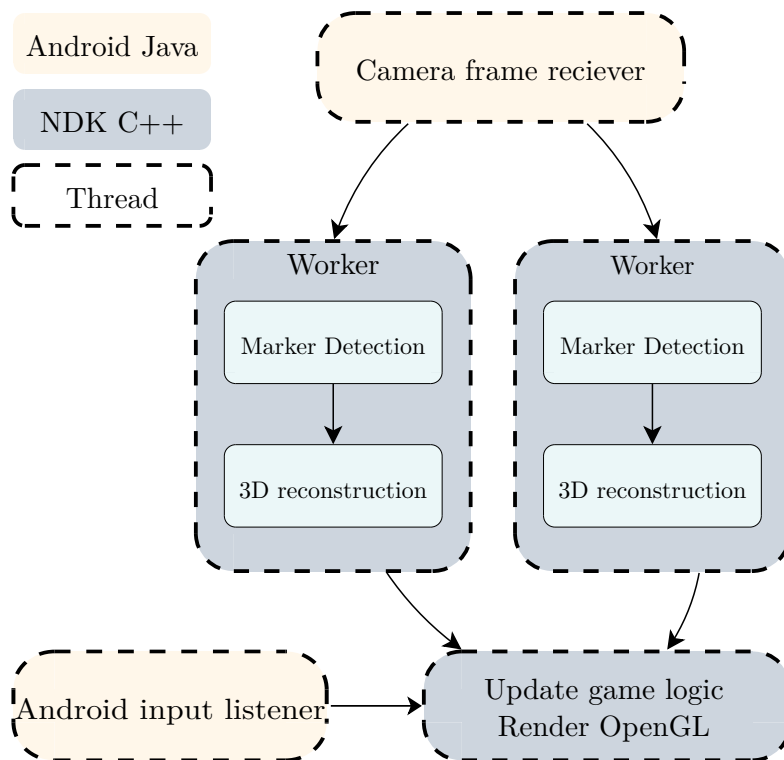 Android Java
NDK C++
Thread
Camera frame reciever
Worker
Marker Detection
3D reconstruction
Worker
Marker Detection
3D reconstruction
Android input listener
Update game logic
Render OpenGL